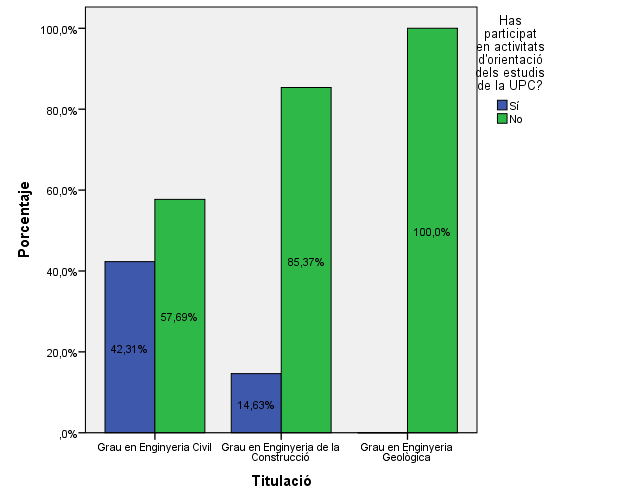 Has
participat
en activitats
d'orientació
dels estudis
de la UPC?
Sí
No
Porcentaje
100,0%
80,0%
60,0%
40,0%
20,0%
,0%
42,31%
57,69%
14,63%
85,37%
100,0%
Grau en Enginyeria Civil
Grau en Enginyeria de la
Construcció
Grau en Enginyeria
Geològica
Titulació